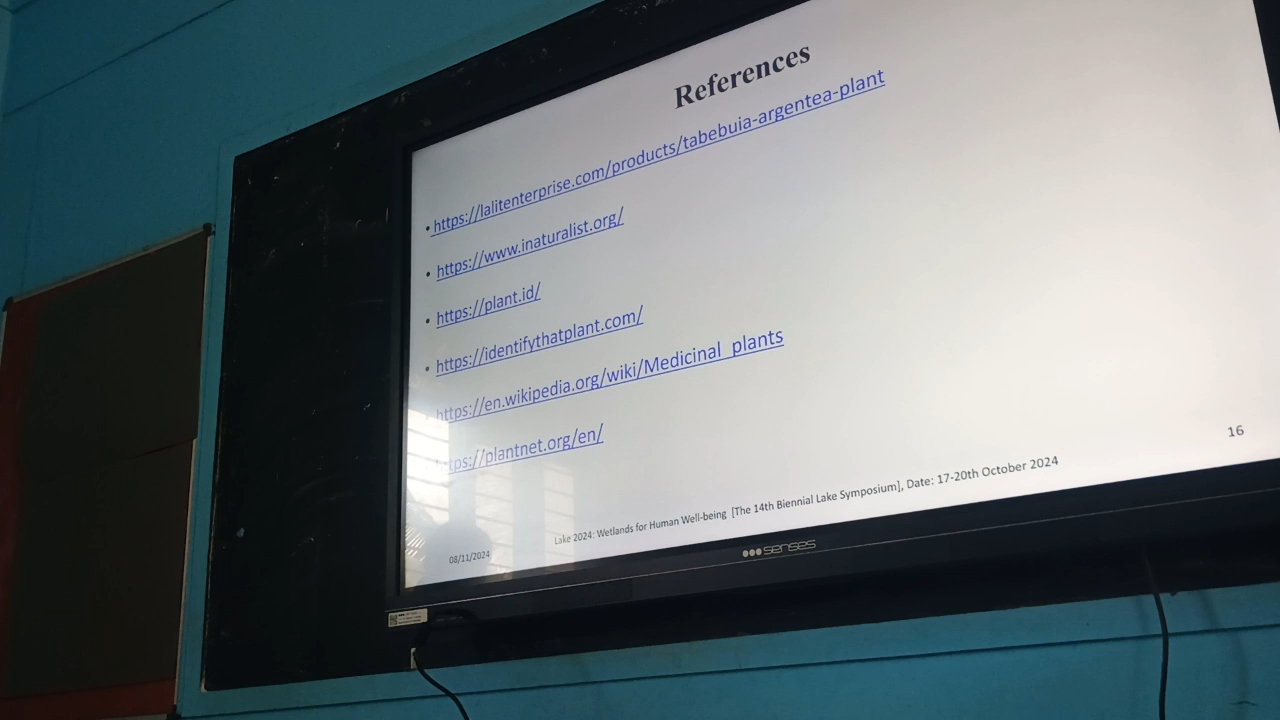 References
• https://lalitenterprise.com/products/tabebuia-argentea-plant
• https://www.inaturalist.org/
• https://plant.id/
• https://identifythatplant.com/
• https://en.wikipedia.org/wiki/Medicinal_plants
https://plantnet.org/en/
16
Lake 2024: Wetlands for Human Well-being [The 14th Biennial Lake Symposium], Date: 17-20th October 2024
08/11/2024
senses